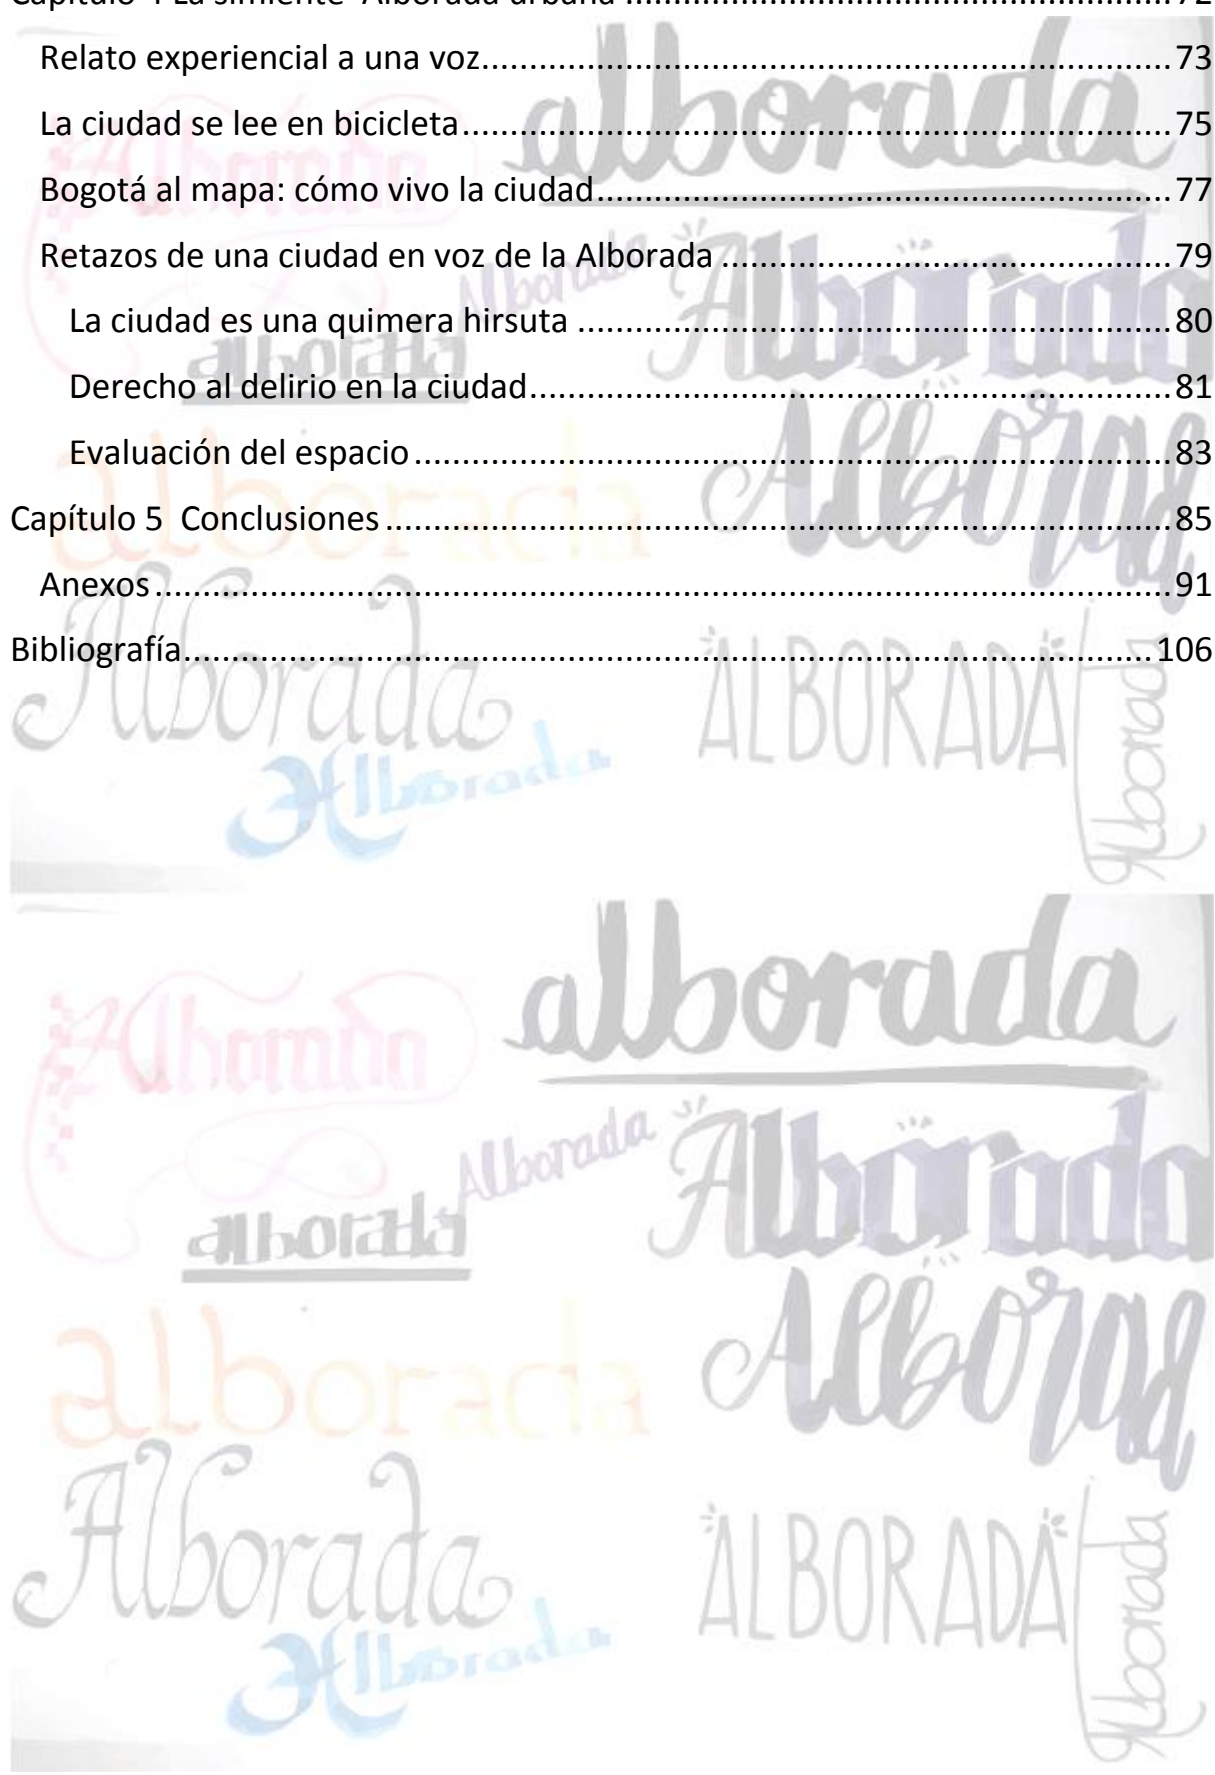 Capítulo 4 La simiente Alborada urbana ........ 72
Relato experiencial a una voz ........ 73
La ciudad se lee en bicicleta ........ 75
Bogotá al mapa: cómo vivo la ciudad ........ 77
Retazos de una ciudad en voz de la Alborada ........ 79
La ciudad es una quimera hirsuta ........ 80
Derecho al delirio en la ciudad ........ 81
Evaluación del espacio ........ 83
Capítulo 5 Conclusiones ........ 85
Anexos ........ 91
Bibliografía ........ 106
alborada
Alborada
Alborada
Alborada
alborada
alborada
Alborad
Alborada
ALBORADA
Alborada
Alborada
alborada
Alborada
Alborada
Alborada
alborada
alborada
Alborad
Alborada
ALBORADA
Alborada
Alborada